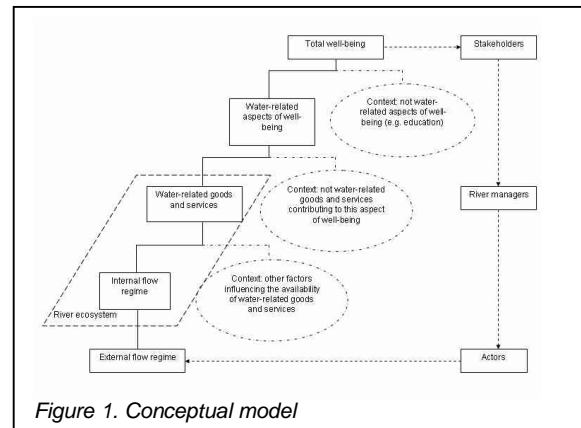 Total well-being
Stakeholders
Water-related
aspects of well-
being
Context: not water-
related aspects of well-
being (e.g. education)
Water-related goods
and services
Context: not water-related
goods and services
contributing to this aspect
of well-being
River managers
Internal flow
regime
River ecosystem
Context: other factors
influencing the availability
of water-related goods
and services
External flow regime
Actors
Figure 1. Conceptual model